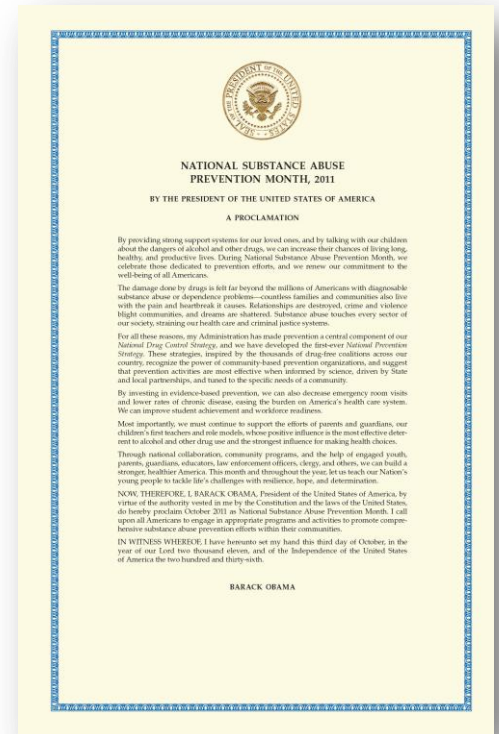 SEAL OF THE PRESIDENT OF THE UNITED STATES
NATIONAL SUBSTANCE ABUSE
PREVENTION MONTH, 2011
BY THE PRESIDENT OF THE UNITED STATES OF AMERICA
A PROCLAMATION
By providing strong support systems for our loved ones, and by talking with our children
about the dangers of alcohol and other drugs, we can increase their chances of living long,
healthy, and productive lives. During National Substance Abuse Prevention Month, we
celebrate those dedicated to prevention efforts, and we renew our commitment to the
well-being of all Americans.
The damage done by drugs is felt far beyond the millions of Americans with diagnosable
substance abuse or dependence problems—countless families and communities also live
with the pain and heartbreak it causes. Relationships are destroyed, crime and violence
blight communities, and dreams are shattered. Substance abuse touches every sector of
our society, straining our health care and criminal justice systems.
For all these reasons, my Administration has made prevention a central component of our
National Drug Control Strategy, and we have developed the first-ever National Prevention
Strategy. These strategies, inspired by the thousands of drug-free coalitions across our
country, recognize the power of community-based prevention organizations, and suggest
that prevention activities are most effective when informed by science, driven by State
and local partnerships, and tuned to the specific needs of a community.
By investing in evidence-based prevention, we can also decrease emergency room visits
and lower rates of chronic disease, easing the burden on America's health care system.
We can improve student achievement and workforce readiness.
Most importantly, we must continue to support the efforts of parents and guardians, our
children's first teachers and role models, whose positive influence is the most effective deter-
rent to alcohol and other drug use and the strongest influence for making health choices.
Through national collaboration, community programs, and the help of engaged youth,
parents, guardians, educators, law enforcement officers, clergy, and others, we can build a
stronger, healthier America. This month and throughout the year, let us teach our Nation's
young people to tackle life's challenges with resilience, hope, and determination.
NOW, THEREFORE, I, BARACK OBAMA, President of the United States of America, by
virtue of the authority vested in me by the Constitution and the laws of the United States,
do hereby proclaim October 2011 as National Substance Abuse Prevention Month. I call
upon all Americans to engage in appropriate programs and activities to promote compre-
hensive substance abuse prevention efforts within their communities.
IN WITNESS WHEREOF, I have hereunto set my hand this third day of October, in the
year of our Lord two thousand eleven, and of the Independence of the United States
of America the two hundred and thirty-sixth.
BARACK OBAMA